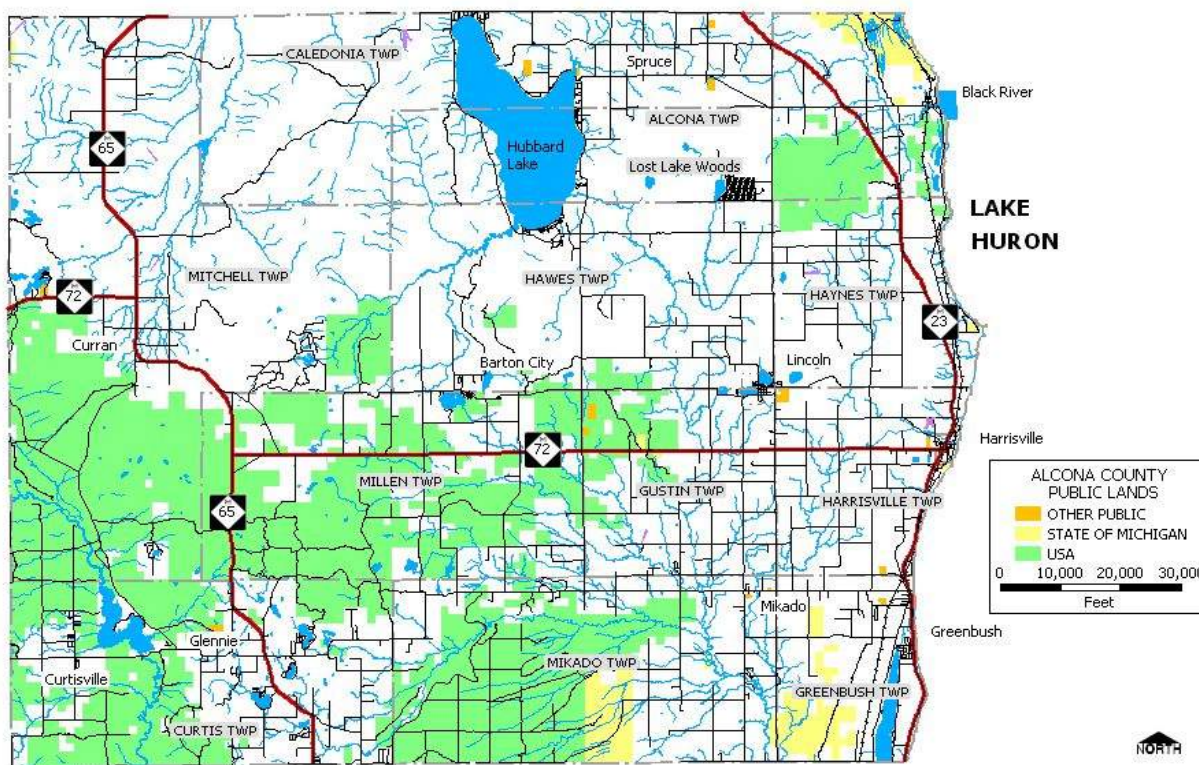 CALEDONIA TWP
Spruce
Black River
ALCONA TWP
M
65
Hubbard
Lake
Lost Lake Woods
LAKE
HURON
MITCHELL TWP
HAWES TWP
HAYNES TWP
M
72
M
23
Curran
Barton City
Lincoln
Harrisville
M
72
MILLEN TWP
GUSTIN TWP
HARRISVILLE TWP
M
65
ALCONA COUNTY
PUBLIC LANDS
OTHER PUBLIC
STATE OF MICHIGAN
USA
0 10,000 20,000 30,000
Feet
Mikado
Greenbush
Glennie
MIKADO TWP
Curtisville
GREENBUSH TWP
CURTIS TWP
NORTH